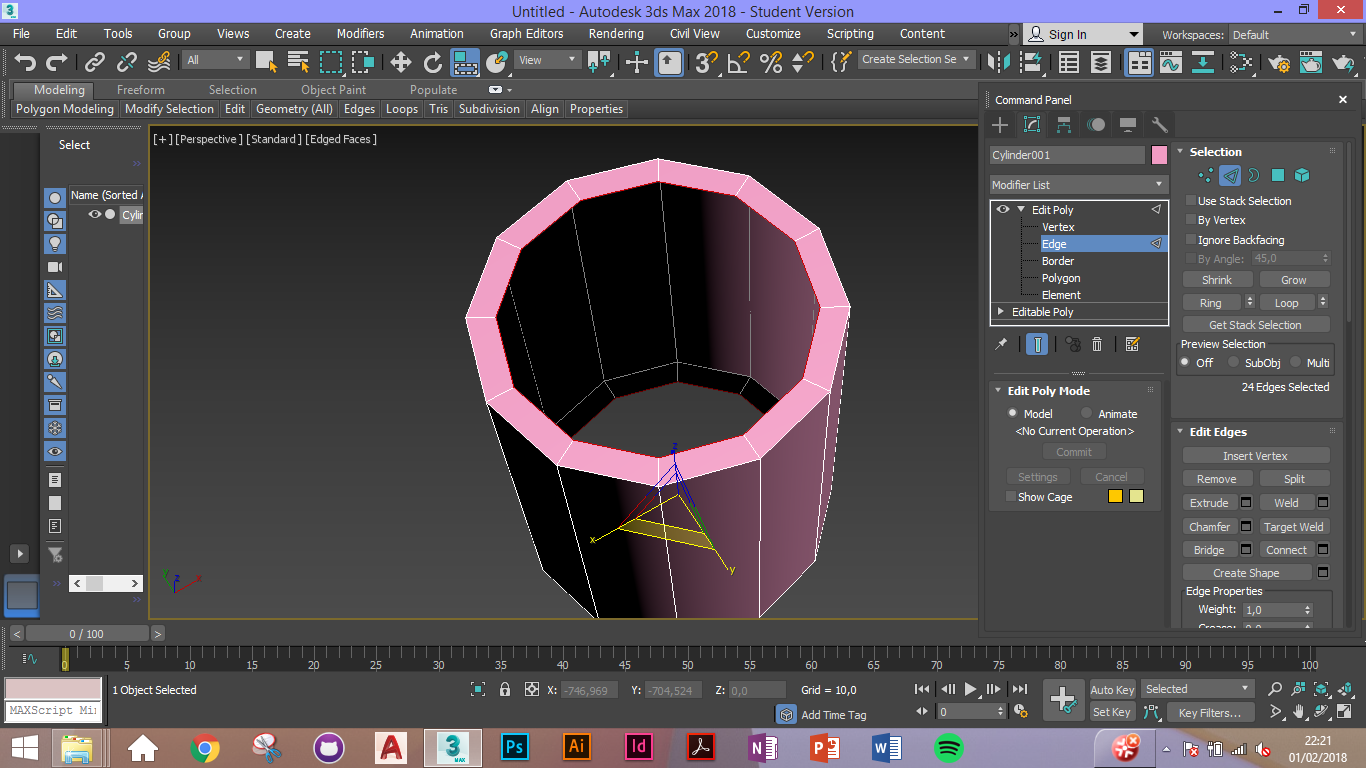 Untitled - Autodesk 3ds Max 2018 - Student Version
File Edit Tools Group Views Create Modifiers Animation Graph Editors Rendering Civil View Customize Scripting Content » Sign In Workspaces: Default
All View Create Selection Se
Modeling Freeform Selection Object Paint Populate
Polygon Modeling Modify Selection Edit Geometry (All) Edges Loops Tris Subdivision Align Properties
Select
Name (Sorted A
Cylin
[+] [Perspective ] [Standard ] [Edged Faces ]
z
x
y
y
z
x
Command Panel
Cylinder001
Modifier List
Edit Poly
Vertex
Edge
Border
Polygon
Element
Editable Poly
Edit Poly Mode
Model Animate
<No Current Operation>
Commit
Settings Cancel
Show Cage
Selection
Use Stack Selection
By Vertex
Ignore Backfacing
By Angle: 45,0
Shrink Grow
Ring Loop
Get Stack Selection
Preview Selection
Off SubObj Multi
24 Edges Selected
Edit Edges
Insert Vertex
Remove Split
Extrude Weld
Chamfer Target Weld
Bridge Connect
Create Shape
Edge Properties
Weight: 1,0
0 / 100
0 5 10 15 20 25 30 35 40 45 50 55 60 65 70 75 80 85 90 95 100
1 Object Selected X: -746,969 Y: -704,524 Z: 0,0 Grid = 10,0 Auto Key Selected
MAXScript Mi
Add Time Tag 0 Set Key Key Filters...
3 MAX Ps Ai Id N P W
22:21
01/02/2018